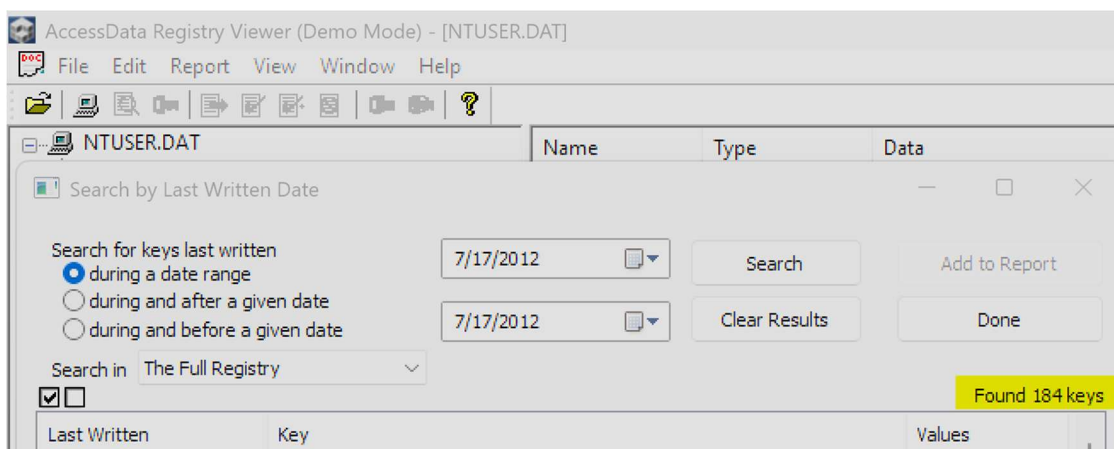 AccessData Registry Viewer (Demo Mode) - [NTUSER.DAT]
DOC File Edit Report View Window Help
NTUSER.DAT Name Type Data
Search by Last Written Date
Search for keys last written
during a date range 7/17/2012 Search Add to Report
during and after a given date
during and before a given date 7/17/2012 Clear Results Done
Search in The Full Registry
Found 184 keys
Last Written Key Values